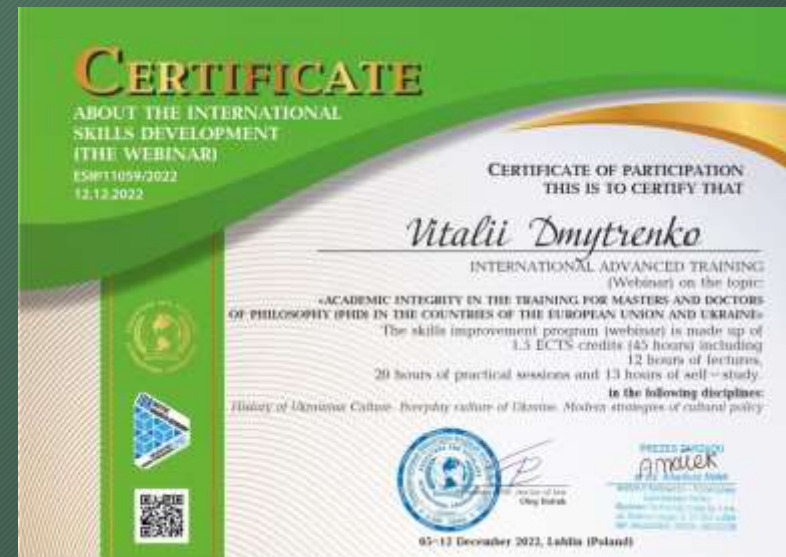 CERTIFICATE
ABOUT THE INTERNATIONAL
SKILLS DEVELOPMENT
(THE WEBINAR)
ES№11059/2022
12.12.2022
CERTIFICATE OF PARTICIPATION
THIS IS TO CERTIFY THAT
Vitalii Dmytrenko
INTERNATIONAL ADVANCED TRAINING
(Webinar) on the topic:
«ACADEMIC INTEGRITY IN THE TRAINING FOR MASTERS AND DOCTORS
OF PHILOSOPHY (PHD) IN THE COUNTRIES OF THE EUROPEAN UNION AND UKRAINE»
The skills improvement program (webinar) is made up of
1.5 ECTS credits (45 hours) including
12 hours of lectures,
20 hours of practical sessions and 13 hours of self-study.
in the following disciplines:
History of Ukrainian Culture. Everyday culture of Ukraine. Modern strategies of cultural policy
PREZES ZARZĄDU
05-12 December 2022, Lublin (Poland)